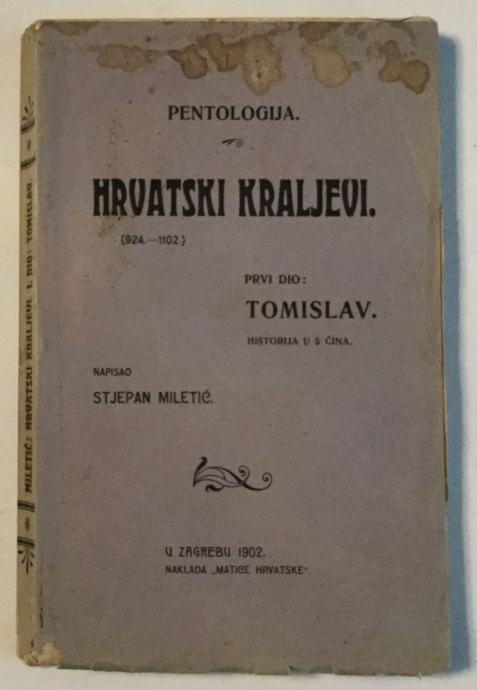 PENTOLOGIJA.
HRVATSKI KRALJEVI.
(924.—1102.)
PRVI DIO:
TOMISLAV.
HISTORIJA U 5 ČINA.
NAPISAO
STJEPAN MILETIĆ.
U ZAGREBU 1902.
NAKLADA „MATICE HRVATSKE“.
MILETIĆ: HRVATSKI KRALJEVI. I. DIO: TOMISLAV.